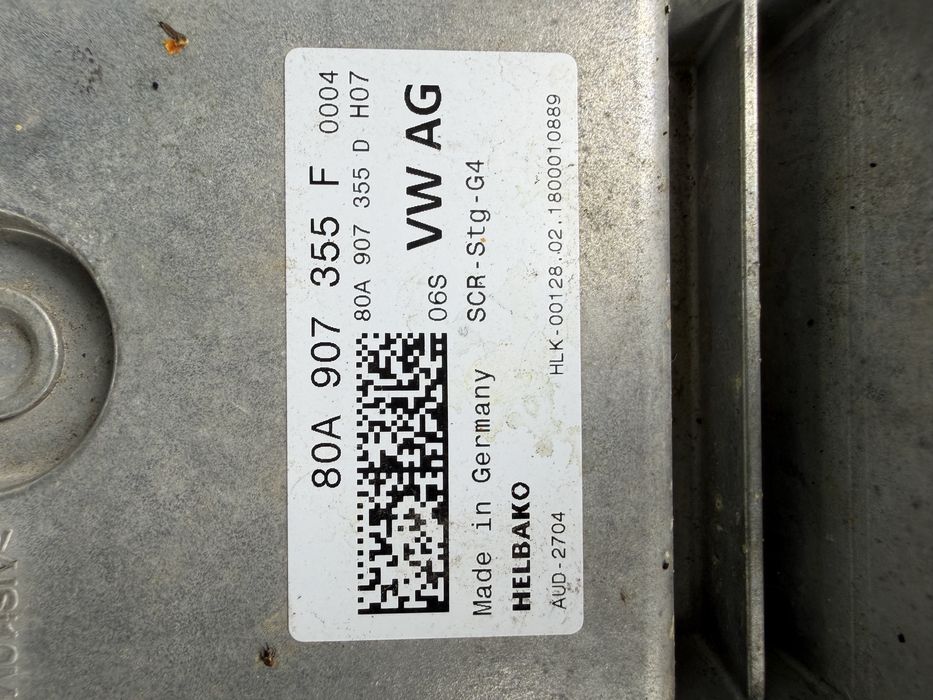 80A 907 355 F 0004
80A 907 355 D H07
06S VW AG
Made in Germany SCR-Stg-G4
HELBAKO
AUD-2704 HLK-00128.02.1800010889